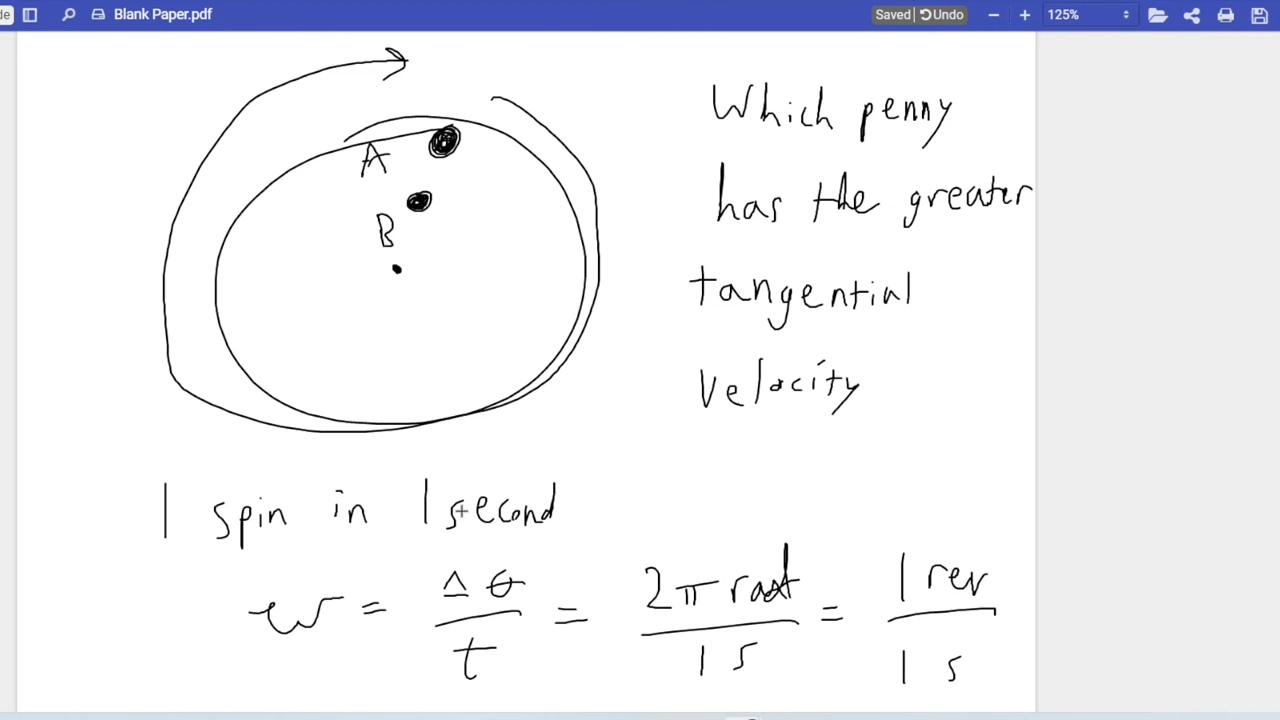 de
Blank Paper.pdf
Saved
Undo
125%
Which penny
has the greater
tangential
velocity
A
B
1 spin in 1 second
ω = Δθ/t = 2π rad/1 s = 1 rev/1 s